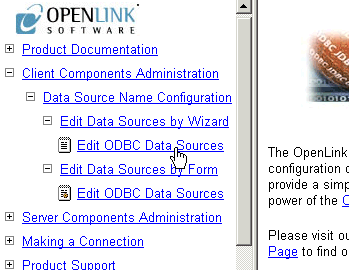 OPENLINK
SOFTWARE
Product Documentation
Client Components Administration
Data Source Name Configuration
Edit Data Sources by Wizard
Edit ODBC Data Sources
Edit Data Sources by Form
Edit ODBC Data Sources
Server Components Administration
Making a Connection
Product Support
The OpenLink
configuration
provide a simp
power of the
Please visit ou
Page to find o